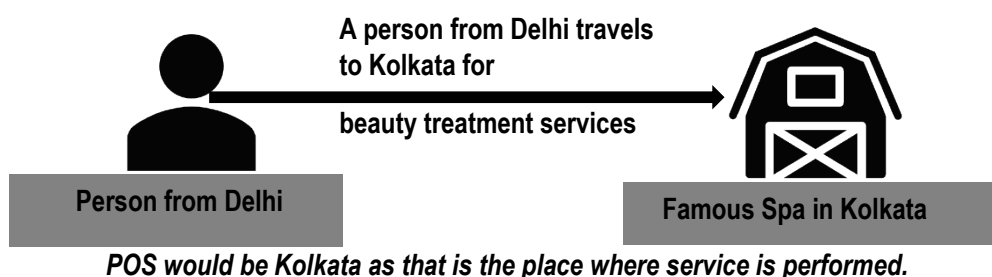 A person from Delhi travels
to Kolkata for
beauty treatment services
Person from Delhi
Famous Spa in Kolkata
POS would be Kolkata as that is the place where service is performed.